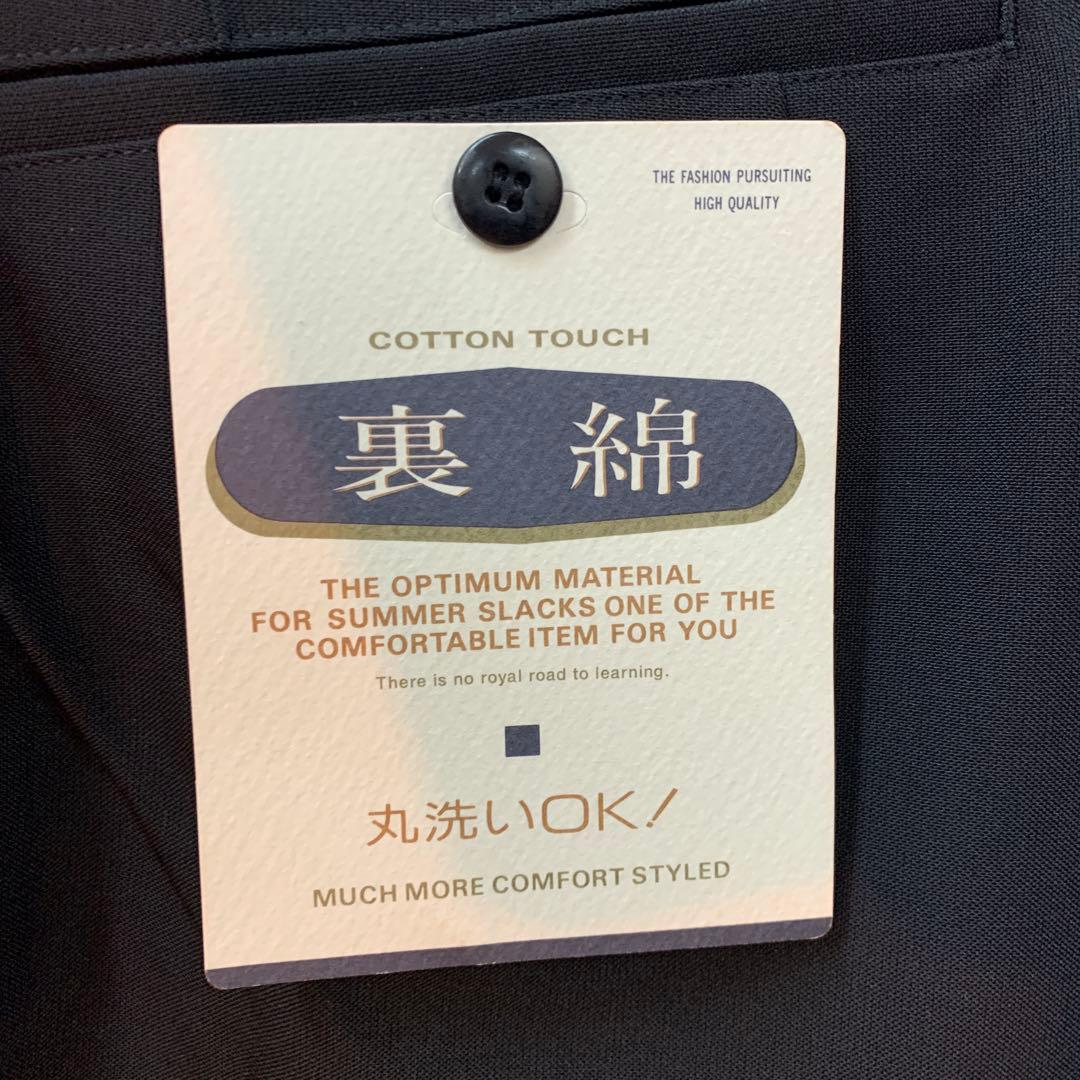 THE FASHION PURSUITING
HIGH QUALITY
COTTON TOUCH
裏 綿
THE OPTIMUM MATERIAL
FOR SUMMER SLACKS ONE OF THE
COMFORTABLE ITEM FOR YOU
There is no royal road to learning.
丸洗いOK!
MUCH MORE COMFORT STYLED